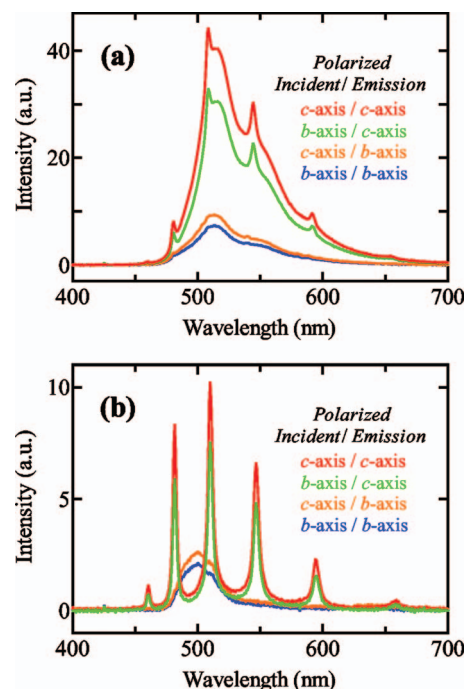 (a)
Polarized
Incident/ Emission
c-axis / c-axis
b-axis / c-axis
c-axis / b-axis
b-axis / b-axis
Intensity (a.u.)
40
20
0
400 500 600 700
Wavelength (nm)
(b)
Polarized
Incident/ Emission
c-axis / c-axis
b-axis / c-axis
c-axis / b-axis
b-axis / b-axis
Intensity (a.u.)
10
5
0
400 500 600 700
Wavelength (nm)